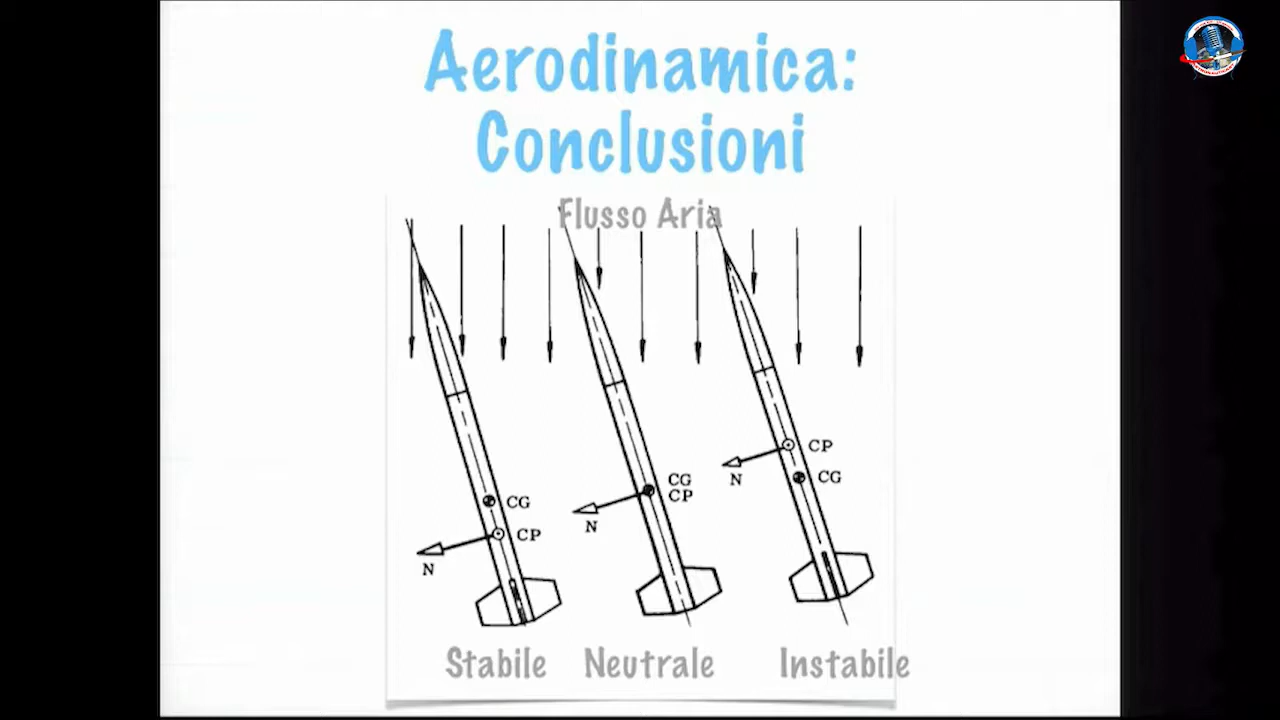 Aerodinamica:
Conclusioni
Flusso Aria
CP
CG
N
CG
CP
CG
CP
N
N
Stabile
Neutrale
Instabile